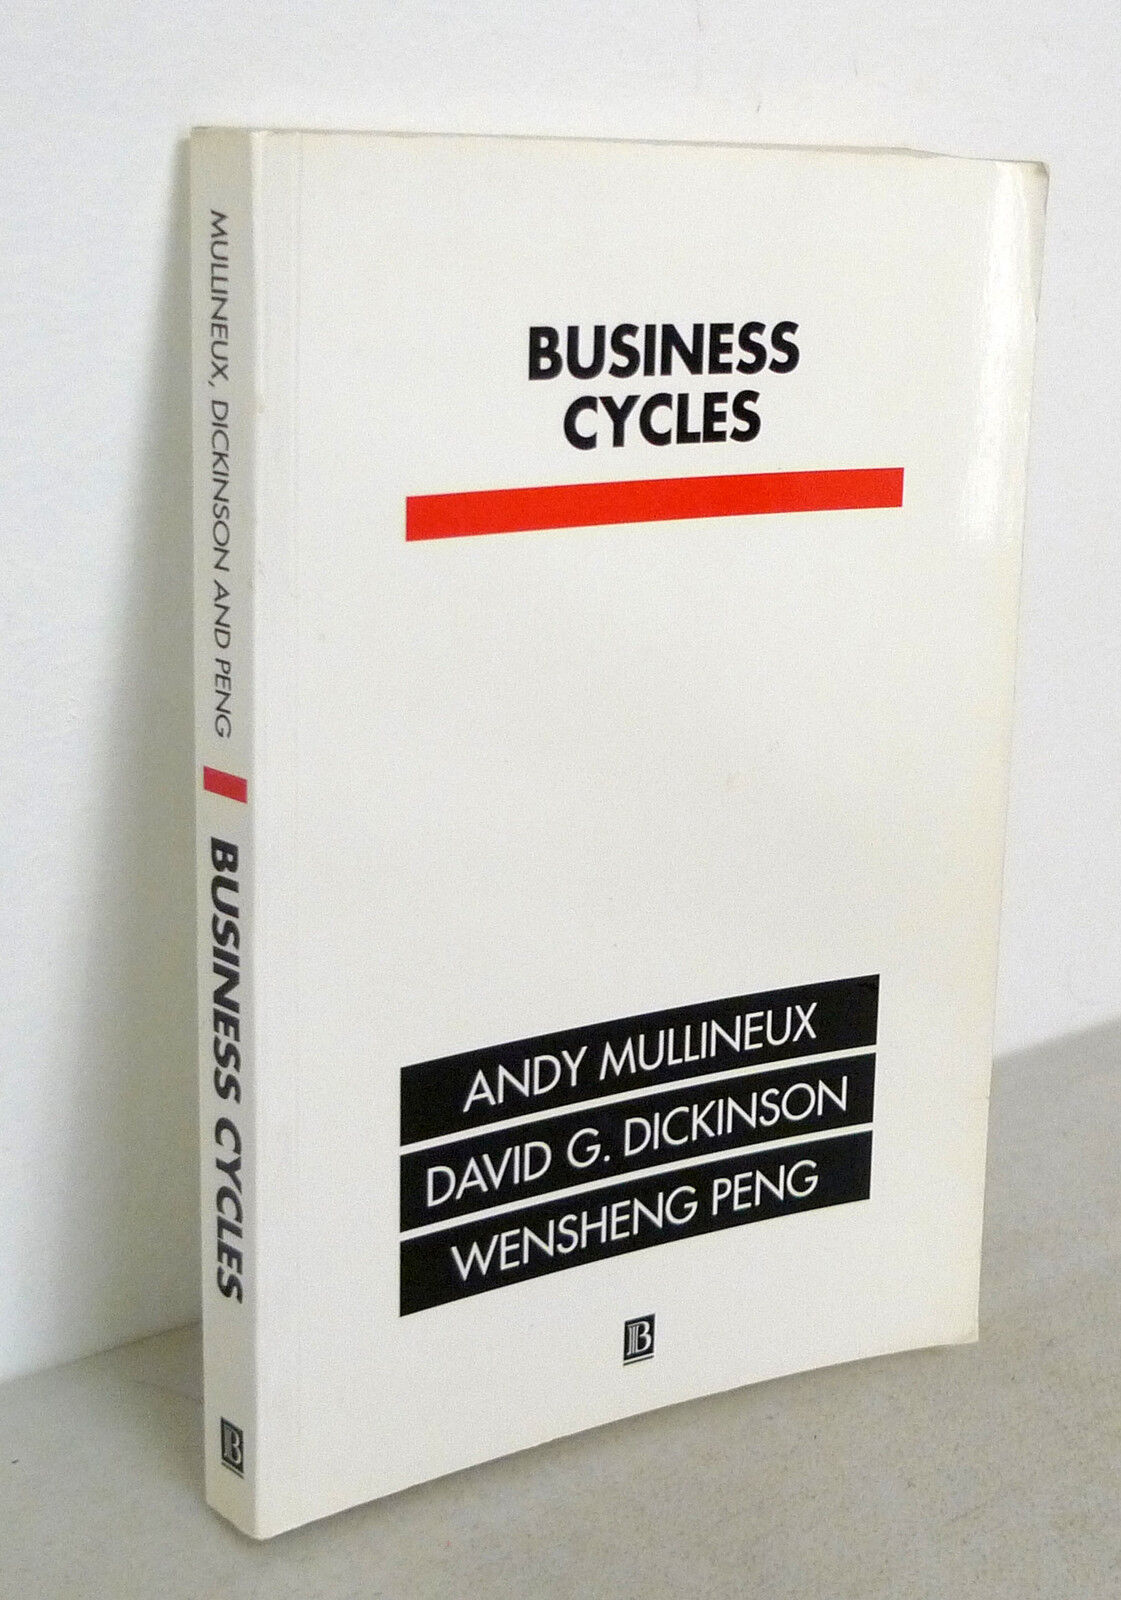 MULLINEUX, DICKINSON AND PENG
BUSINESS CYCLES
B
BUSINESS
CYCLES
ANDY MULLINEUX
DAVID G. DICKINSON
WENSHENG PENG
B